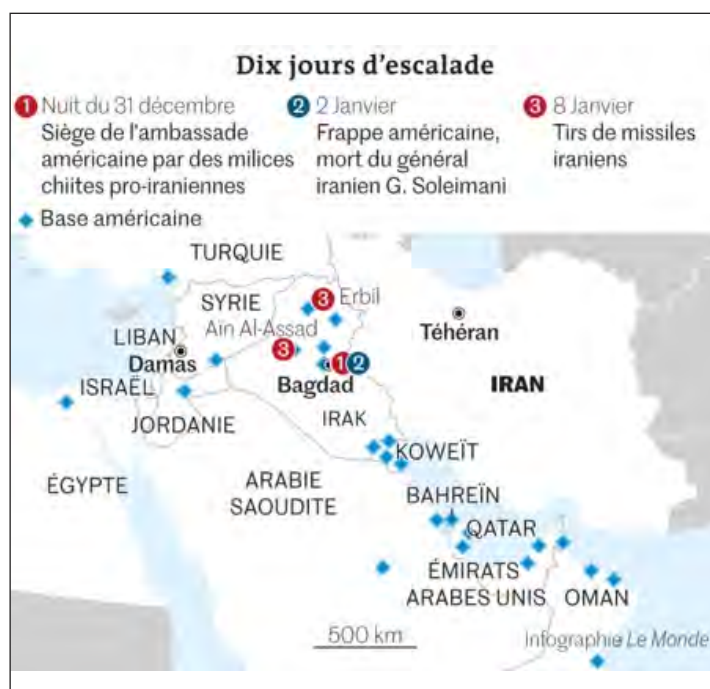 Dix jours d'escalade
1 Nuit du 31 décembre
Siège de l'ambassade
américaine par des milices
chiites pro-iraniennes
2 2 Janvier
Frappe américaine,
mort du général
iranien G. Soleimani
3 8 Janvier
Tirs de missiles
iraniens
Base américaine
TURQUIE
SYRIE
3 Erbil
Aïn Al-Assad
Téhéran
LIBAN
Damas
3
1 2
Bagdad
IRAN
ISRAËL
JORDANIE
IRAK
KOWEÏT
ÉGYPTE
ARABIE
SAOUDITE
BAHREÏN
QATAR
ÉMIRATS
ARABES UNIS
OMAN
500 km
Infographie Le Monde